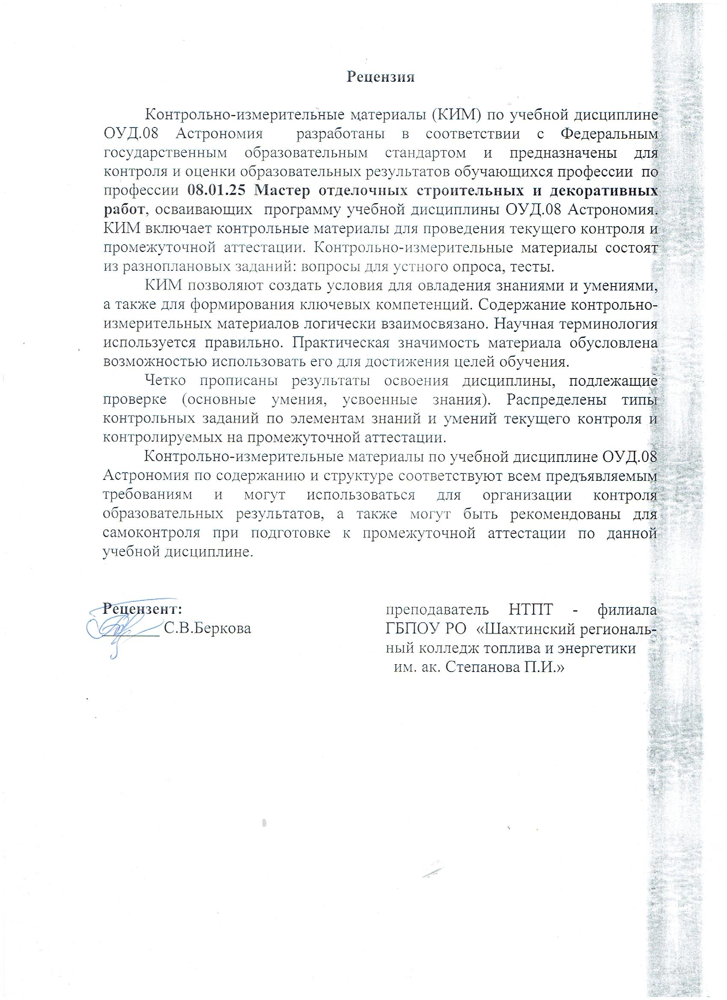 Рецензия
Контрольно-измерительные материалы (КИМ) по учебной дисциплине
ОУД.08 Астрономия разработаны в соответствии с Федеральным
государственным образовательным стандартом и предназначены для
контроля и оценки образовательных результатов обучающихся профессии по
профессии 08.01.25 Мастер отделочных строительных и декоративных
работ, осваивающих программу учебной дисциплины ОУД.08 Астрономия.
КИМ включает контрольные материалы для проведения текущего контроля и
промежуточной аттестации. Контрольно-измерительные материалы состоят
из разноплановых заданий: вопросы для устного опроса, тесты.
КИМ позволяют создать условия для овладения знаниями и умениями,
а также для формирования ключевых компетенций. Содержание контрольно-
измерительных материалов логически взаимосвязано. Научная терминология
используется правильно. Практическая значимость материала обусловлена
возможностью использовать его для достижения целей обучения.
Четко прописаны результаты освоения дисциплины, подлежащие
проверке (основные умения, усвоенные знания). Распределены типы
контрольных заданий по элементам знаний и умений текущего контроля и
контролируемых на промежуточной аттестации.
Контрольно-измерительные материалы по учебной дисциплине ОУД.08
Астрономия по содержанию и структуре соответствуют всем предъявляемым
требованиям и могут использоваться для организации контроля
образовательных результатов, а также могут быть рекомендованы для
самоконтроля при подготовке к промежуточной аттестации по данной
учебной дисциплине.
Рецензент:
С.В.Беркова
преподаватель НТПТ - филиала
ГБПОУ РО «Шахтинский региональ-
ный колледж топлива и энергетики
им. ак. Степанова П.И.»